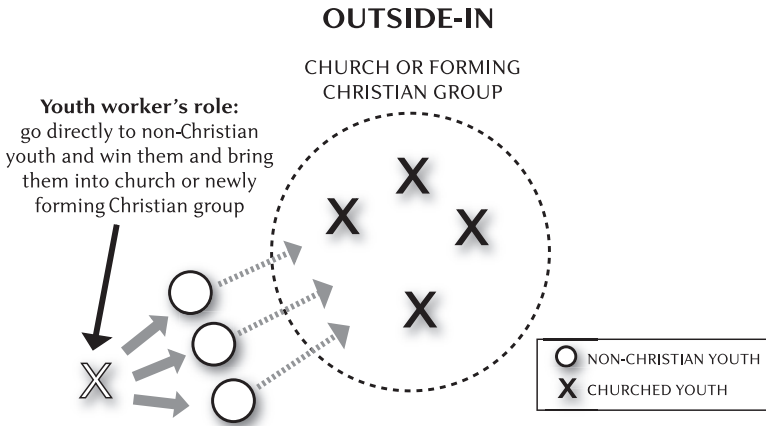 OUTSIDE-IN
CHURCH OR FORMING
CHRISTIAN GROUP
Youth worker's role:
go directly to non-Christian
youth and win them and bring
them into church or newly
forming Christian group
X
X
X
X
X
NON-CHRISTIAN YOUTH
X CHURCHED YOUTH